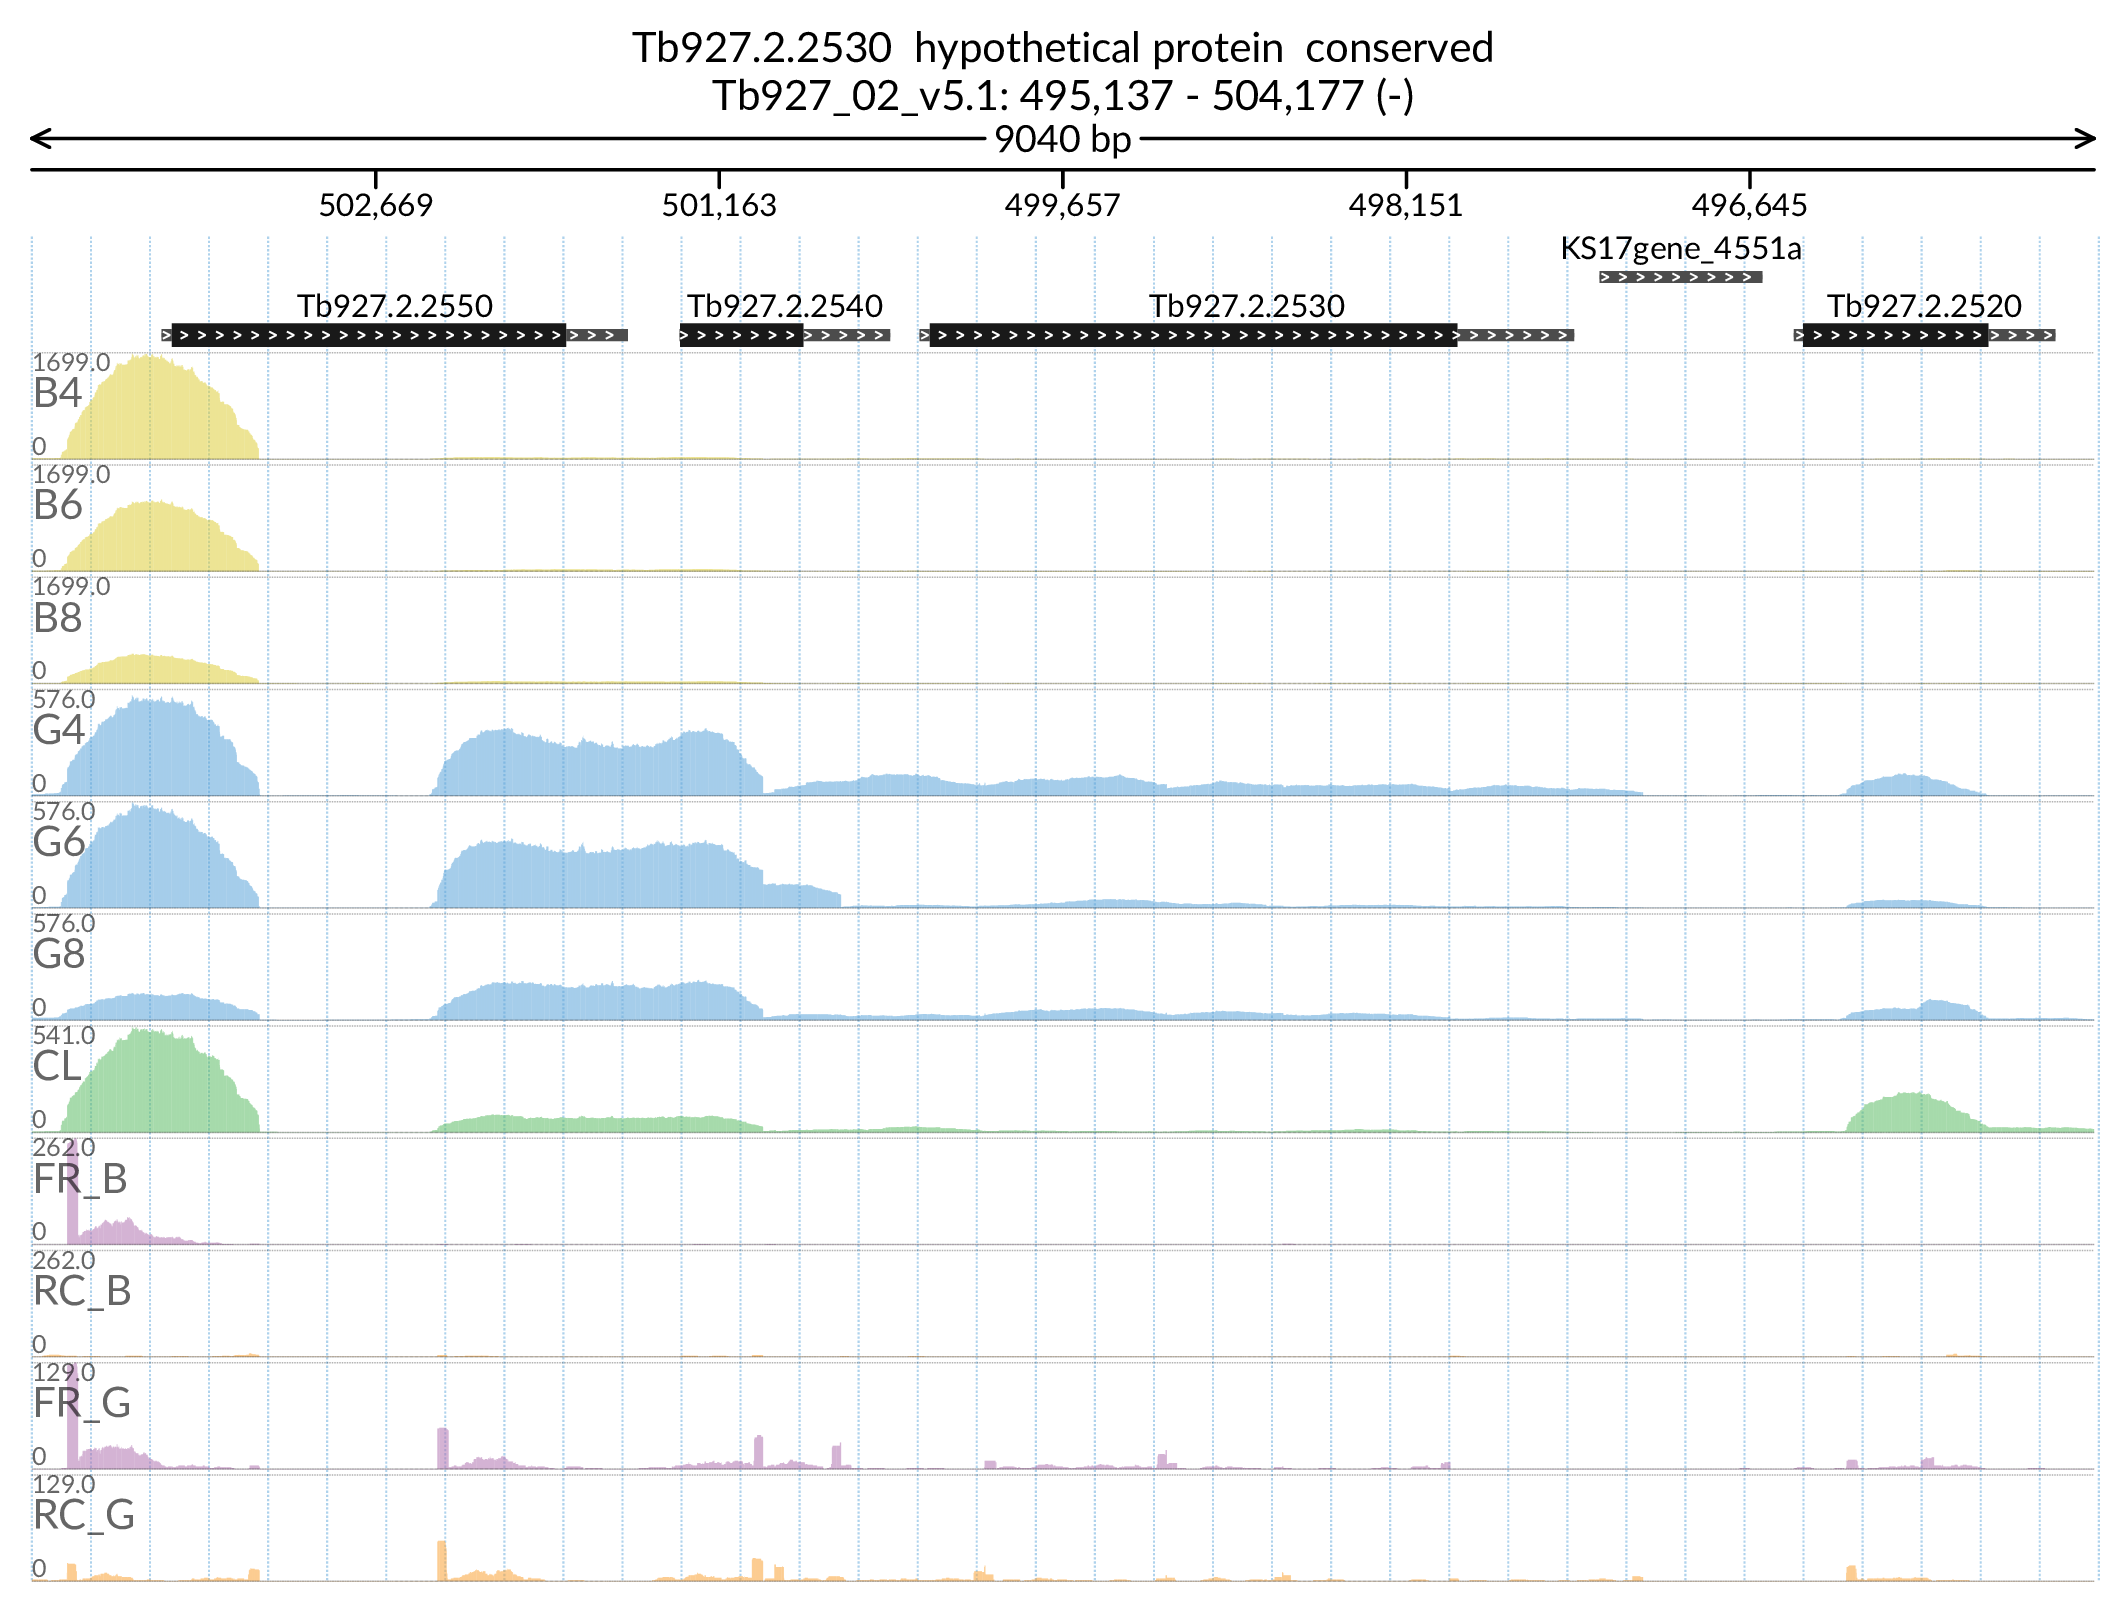 Tb927.2.2530  hypothetical protein  conserved
Tb927_02_v5.1: 495,137 - 504,177 (-)
9040 bp
502,669 501,163 499,657 498,151 496,645
KS17gene_4551a
Tb927.2.2550 Tb927.2.2540 Tb927.2.2530 Tb927.2.2520
1699.0
B4
0
1699.0
B6
0
1699.0
B8
0
576.0
G4
0
576.0
G6
0
576.0
G8
0
541.0
CL
0
262.0
FR_B
0
262.0
RC_B
0
129.0
FR_G
0
129.0
RC_G
0